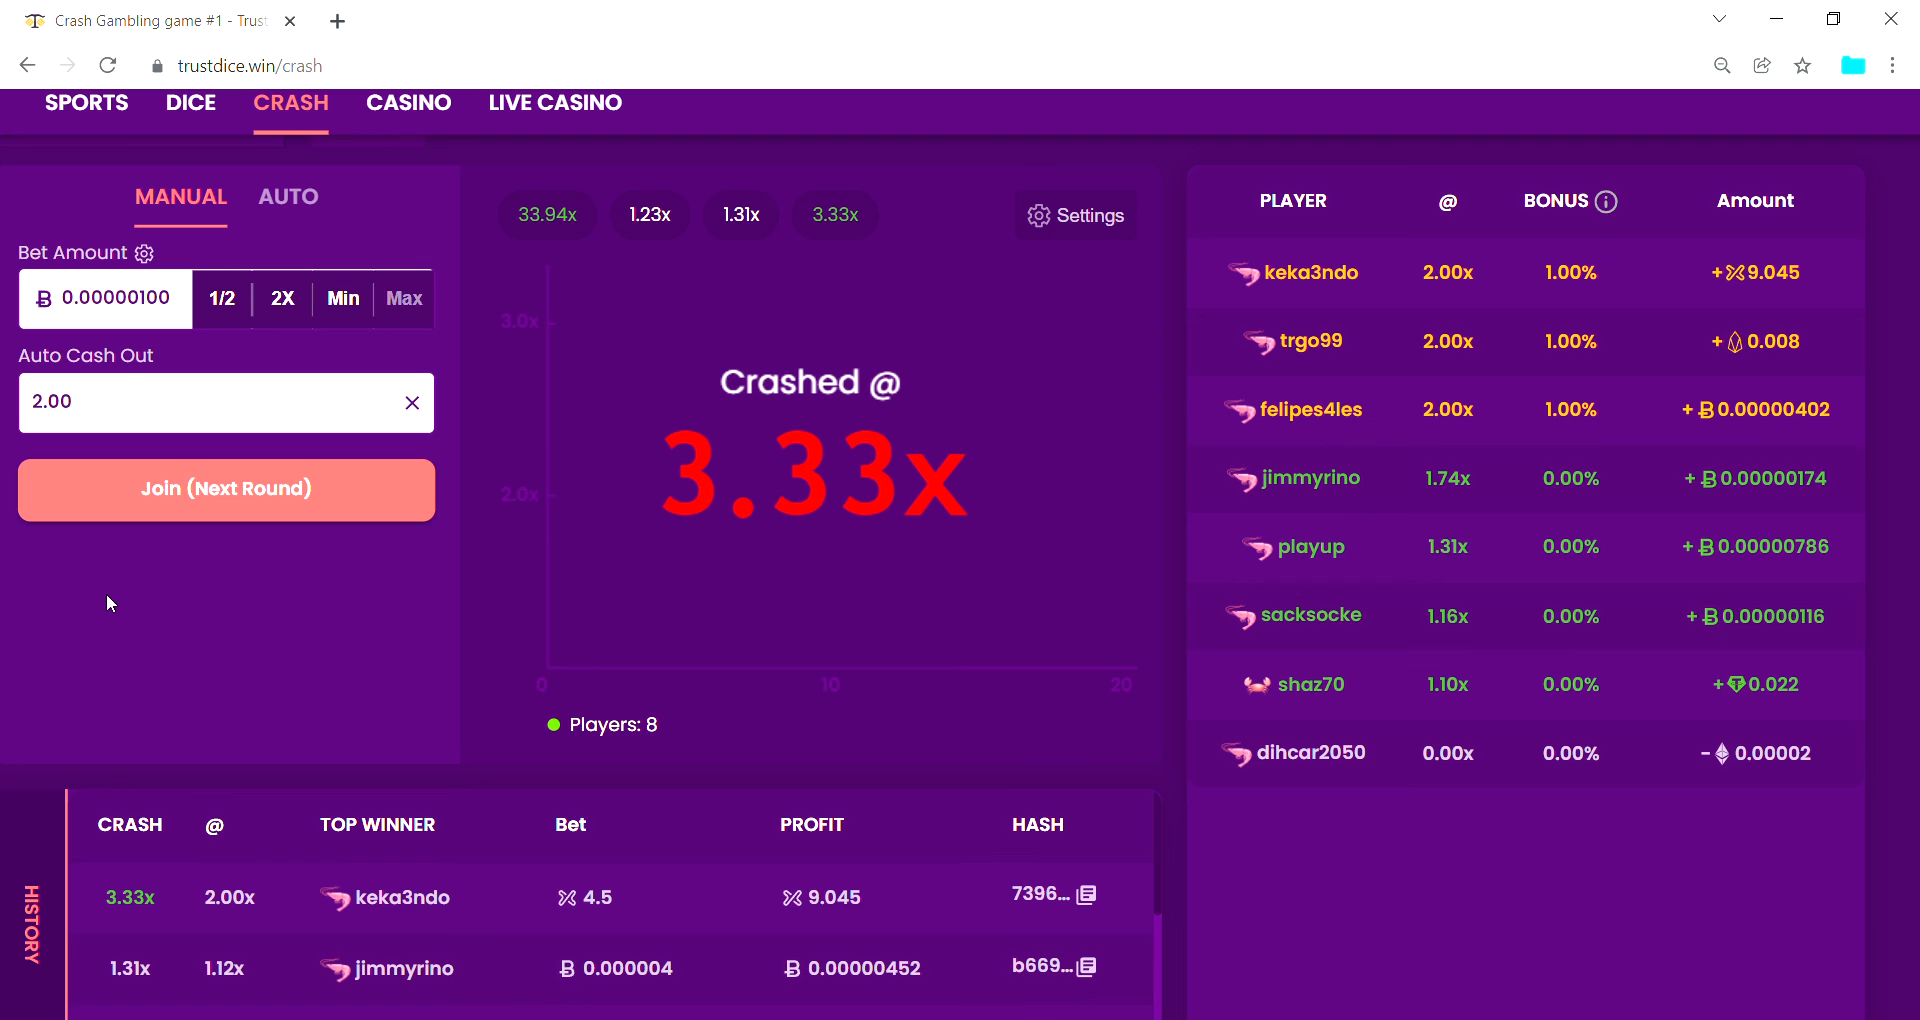 Crash Gambling game #1 - Trust
trustdice.win/crash
SPORTS DICE CRASH CASINO LIVE CASINO
MANUAL AUTO
Bet Amount
0.00000100 1/2 2X Min Max
Auto Cash Out
2.00
Join (Next Round)
33.94x 1.23x 1.31x 3.33x Settings
3.0x
2.0x
Crashed @
3.33x
0 10 20
Players: 8
PLAYER @ BONUS Amount
keka3ndo 2.00x 1.00% +9.045
trgo99 2.00x 1.00% +0.008
felipes4les 2.00x 1.00% +Ƀ0.00000402
jimmyrino 1.74x 0.00% +Ƀ0.00000174
playup 1.31x 0.00% +Ƀ0.00000786
sacksocke 1.16x 0.00% +Ƀ0.00000116
shaz70 1.10x 0.00% +0.022
dihcar2050 0.00x 0.00% -0.00002
HISTORY
CRASH @ TOP WINNER Bet PROFIT HASH
3.33x 2.00x keka3ndo 4.5 9.045 7396...
1.31x 1.12x jimmyrino Ƀ 0.000004 Ƀ 0.00000452 b669...